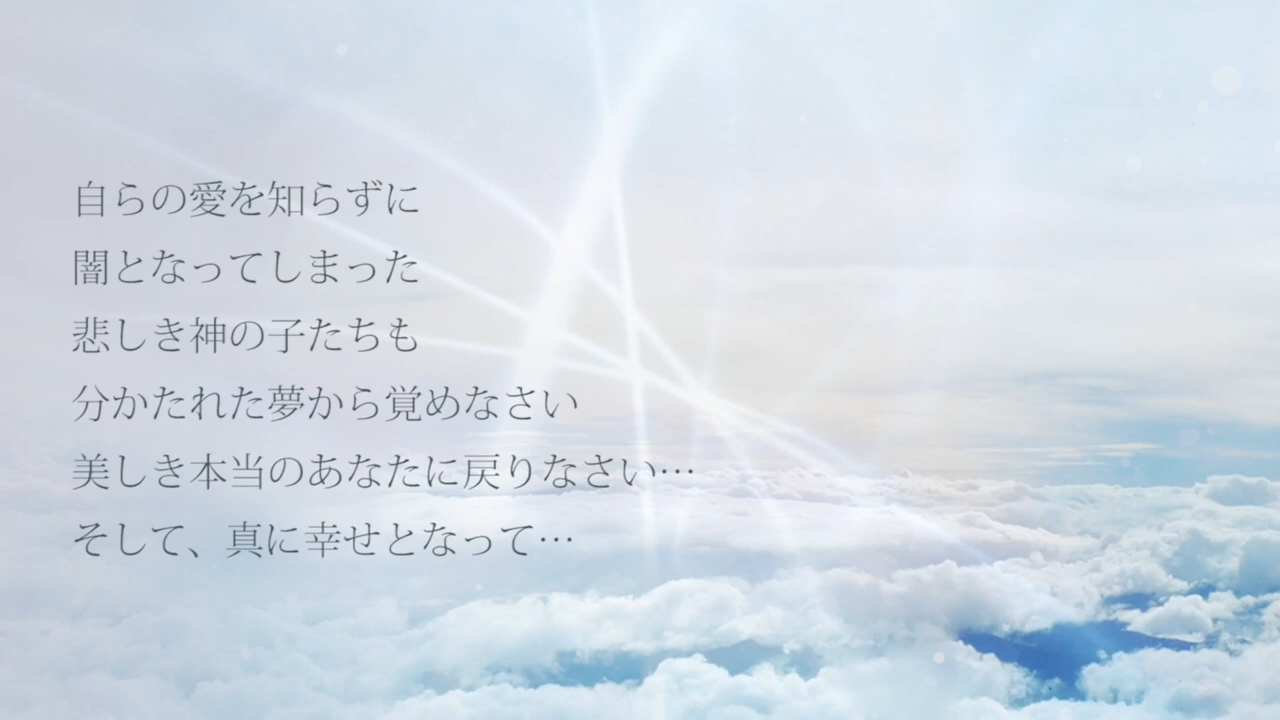 自らの愛を知らずに
闇となってしまった
悲しき神の子たちも
分かたれた夢から覚めなさい
美しき本当のあなたに戻りなさい…
そして、真に幸せとなって…